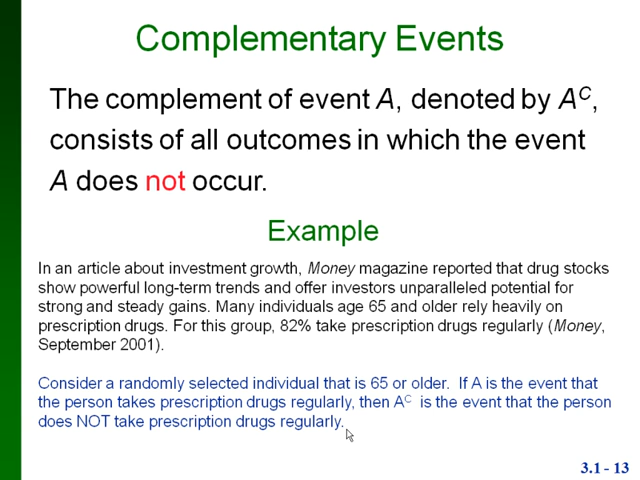 Complementary Events
The complement of event A, denoted by Aᶜ,
consists of all outcomes in which the event
A does not occur.
Example
In an article about investment growth, Money magazine reported that drug stocks
show powerful long-term trends and offer investors unparalleled potential for
strong and steady gains. Many individuals age 65 and older rely heavily on
prescription drugs. For this group, 82% take prescription drugs regularly (Money,
September 2001).
Consider a randomly selected individual that is 65 or older.  If A is the event that
the person takes prescription drugs regularly, then Aᶜ  is the event that the person
does NOT take prescription drugs regularly.
3.1 - 13